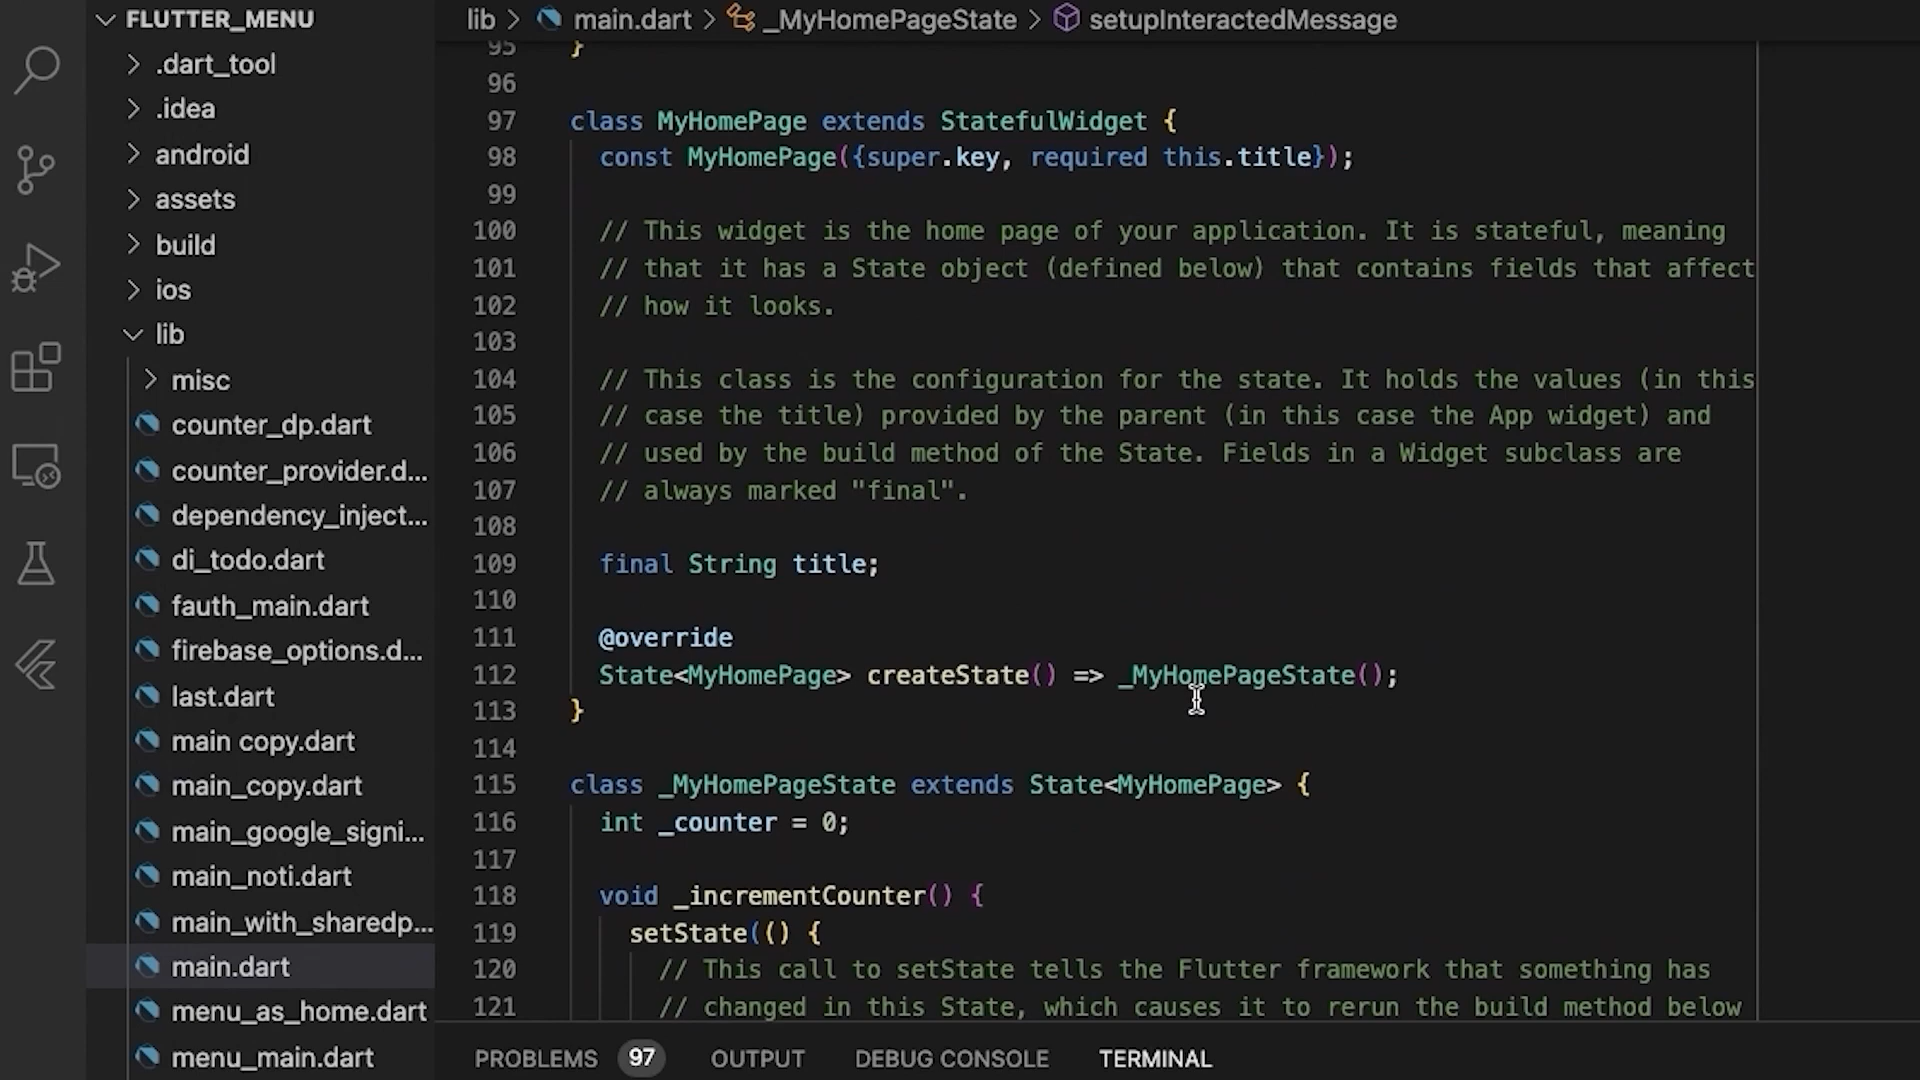 FLUTTER_MENU
.dart_tool
.idea
android
assets
build
ios
lib
misc
counter_dp.dart
counter_provider.d...
dependency_inject...
di_todo.dart
fauth_main.dart
firebase_options.d...
last.dart
main copy.dart
main_copy.dart
main_google_signi...
main_noti.dart
main_with_sharedp...
main.dart
menu_as_home.dart
menu_main.dart
lib > main.dart > _MyHomePageState > setupInteractedMessage
95 }
96
97 class MyHomePage extends StatefulWidget {
98 const MyHomePage({super.key, required this.title});
99
100 // This widget is the home page of your application. It is stateful, meaning
101 // that it has a State object (defined below) that contains fields that affect
102 // how it looks.
103
104 // This class is the configuration for the state. It holds the values (in this
105 // case the title) provided by the parent (in this case the App widget) and
106 // used by the build method of the State. Fields in a Widget subclass are
107 // always marked "final".
108
109 final String title;
110
111 @override
112 State<MyHomePage> createState() => _MyHomePageState();
113 }
114
115 class _MyHomePageState extends State<MyHomePage> {
116 int _counter = 0;
117
118 void _incrementCounter() {
119 setState(() {
120 // This call to setState tells the Flutter framework that something has
121 // changed in this State, which causes it to rerun the build method below
PROBLEMS 97 OUTPUT DEBUG CONSOLE TERMINAL